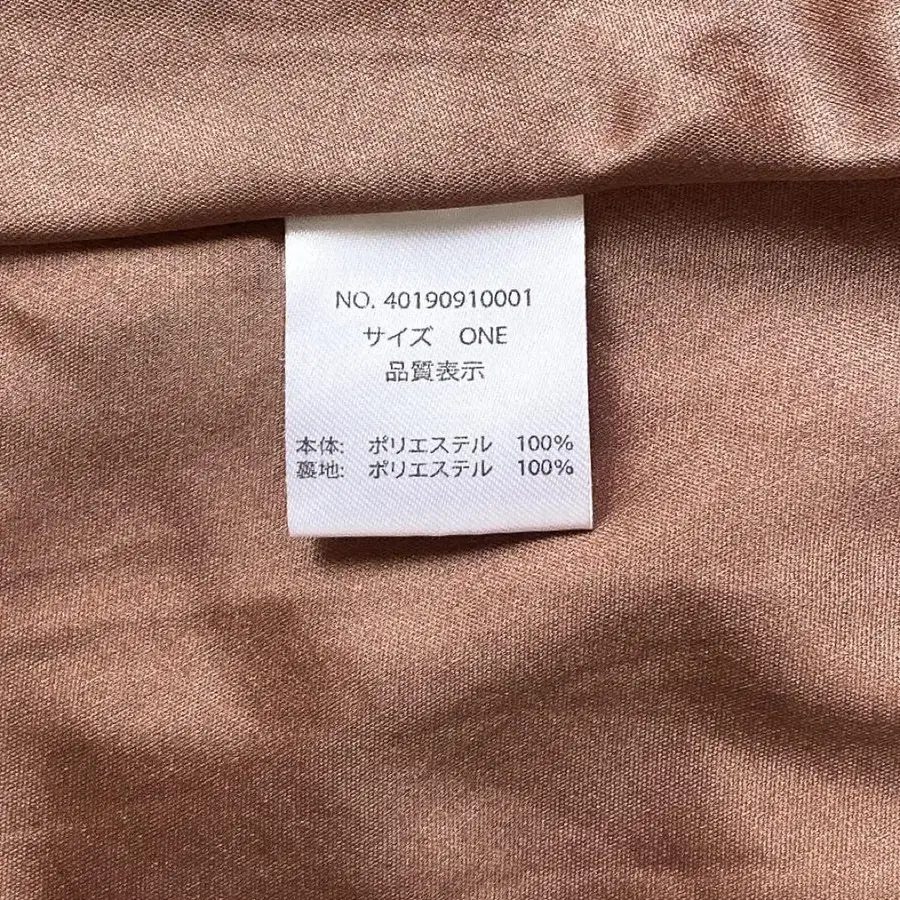 NO. 40190910001
サイズ ONE
品質表示
本体: ポリエステル 100%
裏地: ポリエステル 100%